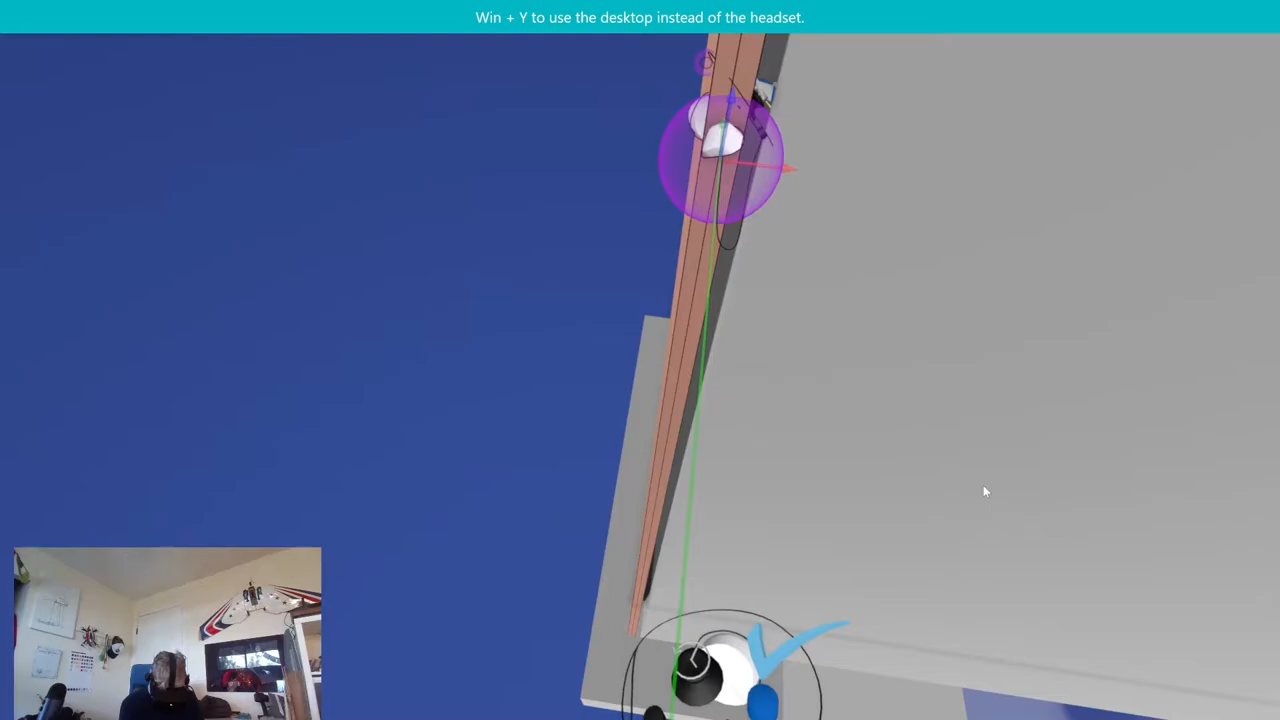 Win + Y to use the desktop instead of the headset.